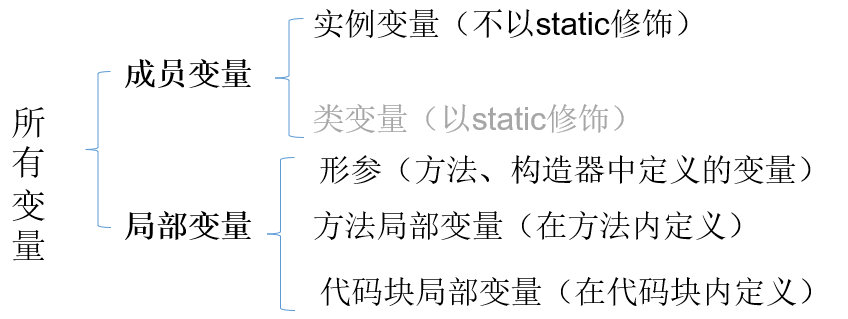 所有变量
成员变量
实例变量（不以static修饰）
类变量（以static修饰）
局部变量
形参（方法、构造器中定义的变量）
方法局部变量（在方法内定义）
代码块局部变量（在代码块内定义）